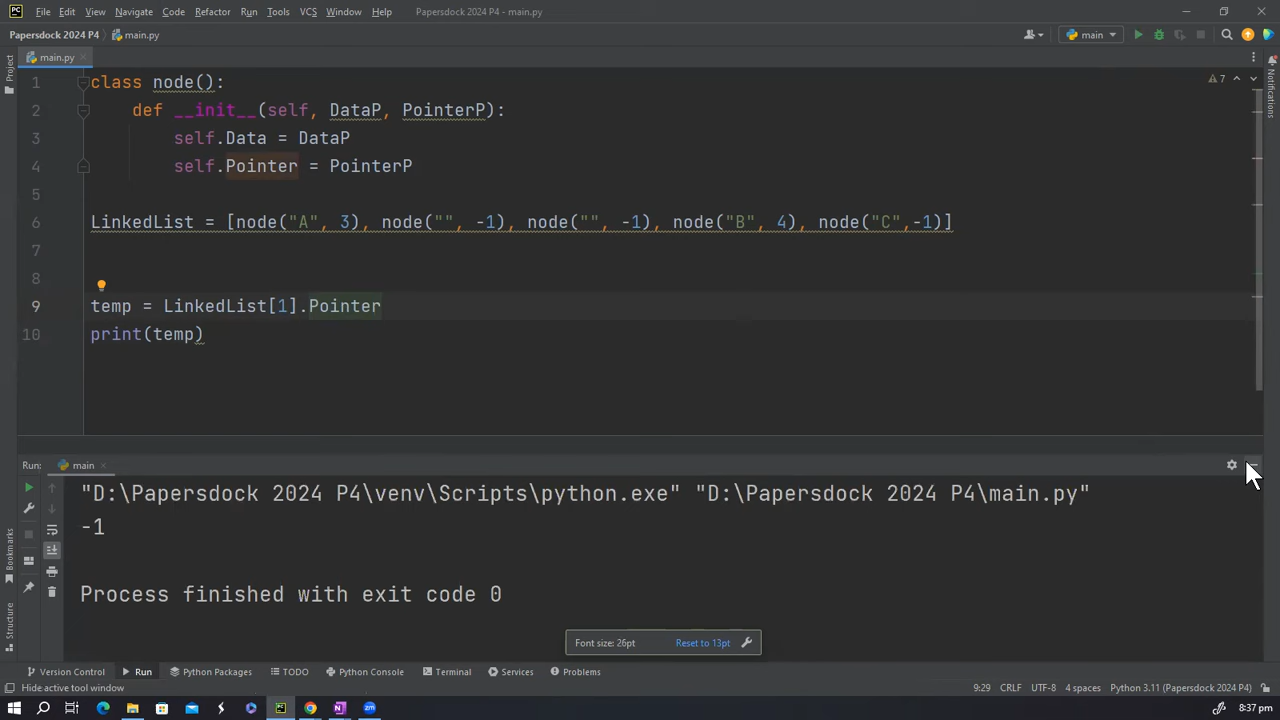 File Edit View Navigate Code Refactor Run Tools VCS Window Help Papersdock 2024 P4 - main.py
Papersdock 2024 P4 main.py main
main.py
Project
Notifications
7
1 class node():
2 def __init__(self, DataP, PointerP):
3 self.Data = DataP
4 self.Pointer = PointerP
5
6 LinkedList = [node("A", 3), node("", -1), node("", -1), node("B", 4), node("C",-1)]
7
8
9 temp = LinkedList[1].Pointer
10 print(temp)
Run: main
"D:\Papersdock 2024 P4\venv\Scripts\python.exe" "D:\Papersdock 2024 P4\main.py"
-1
Process finished with exit code 0
Bookmarks
Structure
Font size: 26pt Reset to 13pt
Version Control Run Python Packages TODO Python Console Terminal Services Problems
Hide active tool window 9:29 CRLF UTF-8 4 spaces Python 3.11 (Papersdock 2024 P4)
8:37 pm